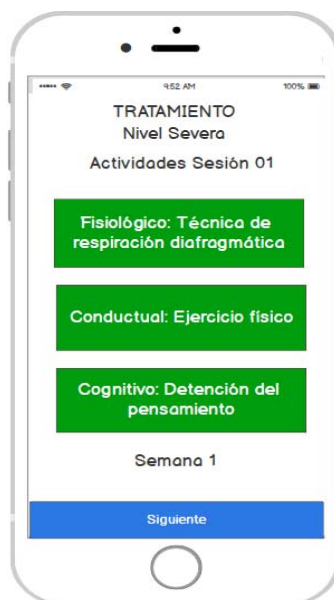 9:52 AM 100%
TRATAMIENTO
Nivel Severa
Actividades Sesión 01
Fisiológico: Técnica de
respiración diafragmática
Conductual: Ejercicio físico
Cognitivo: Detención del
pensamiento
Semana 1
Siguiente